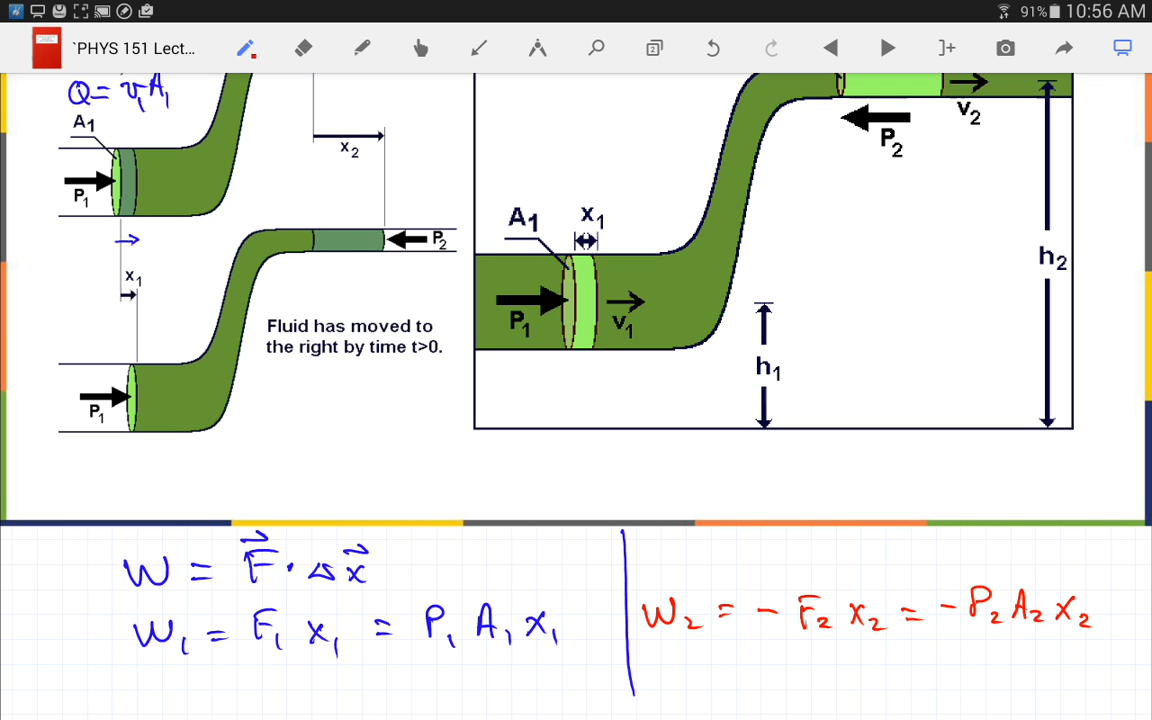 91% 10:56 AM
`PHYS 151 Lect...
Q = v₁A₁
A₁
P₁
x₂
P₂
x₁
Fluid has moved to
the right by time t>0.
P₁
v₂
P₂
A₁
x₁
h₂
P₁
v₁
h₁
W = F⃗ · Δx⃗
W₁ = F₁ x₁ = P₁ A₁ x₁
W₂ = - F₂ x₂ = - P₂ A₂ x₂